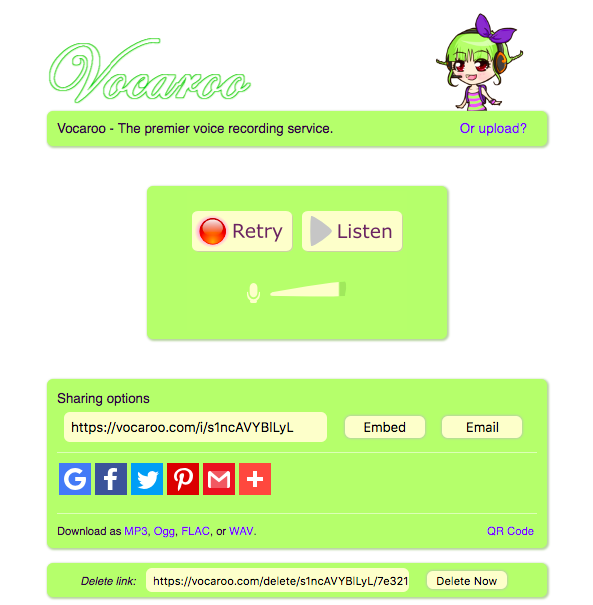 Vocaroo
Vocaroo - The premier voice recording service. Or upload?
Retry Listen
Sharing options
https://vocaroo.com/i/s1ncAVYBlLyL Embed Email
Download as MP3, Ogg, FLAC, or WAV. QR Code
Delete link: https://vocaroo.com/delete/s1ncAVYBlLyL/7e321 Delete Now